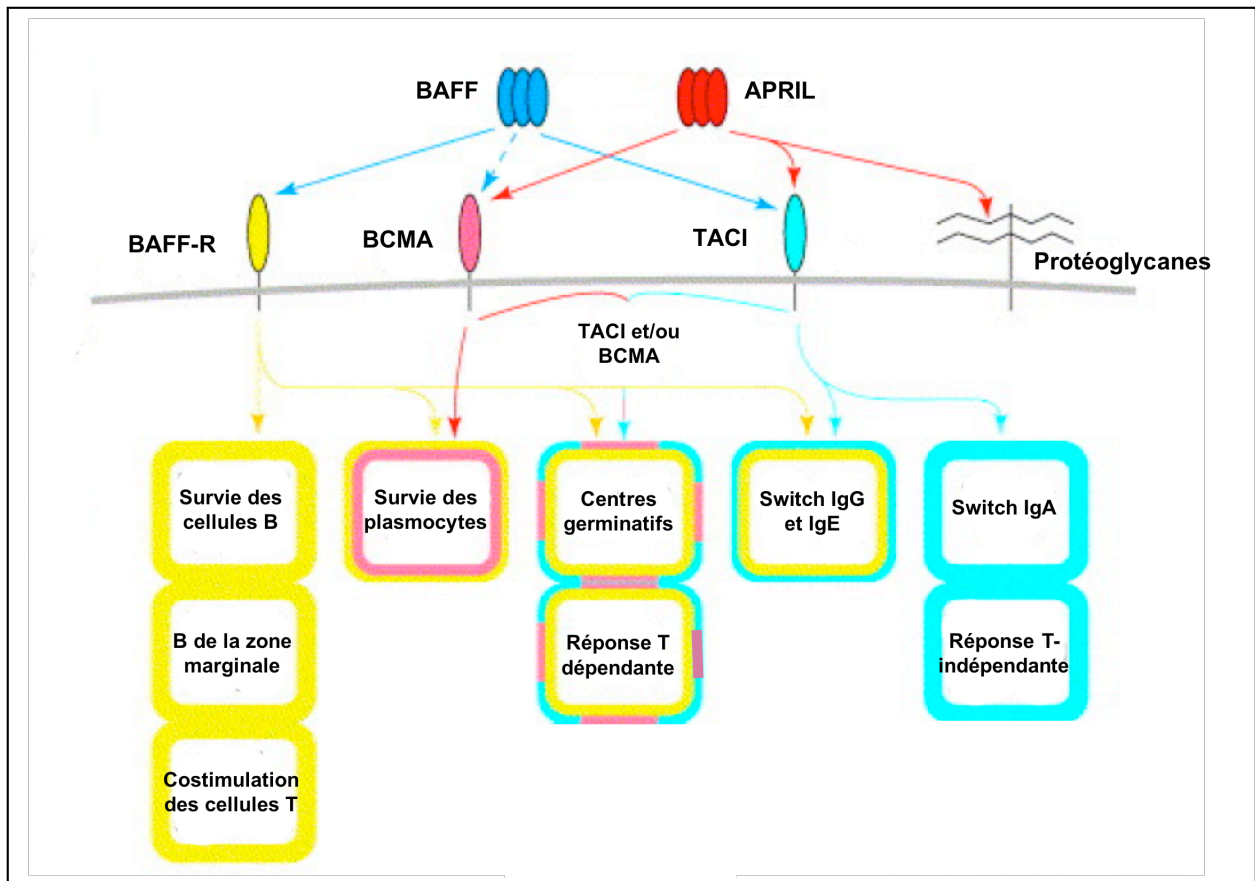 BAFF
APRIL
BAFF-R
BCMA
TACI
Protéoglycanes
TACI et/ou
BCMA
Survie des
cellules B
Survie des
plasmocytes
Centres
germinatifs
Switch IgG
et IgE
Switch IgA
B de la zone
marginale
Réponse T
dépendante
Réponse T-
indépendante
Costimulation
des cellules T